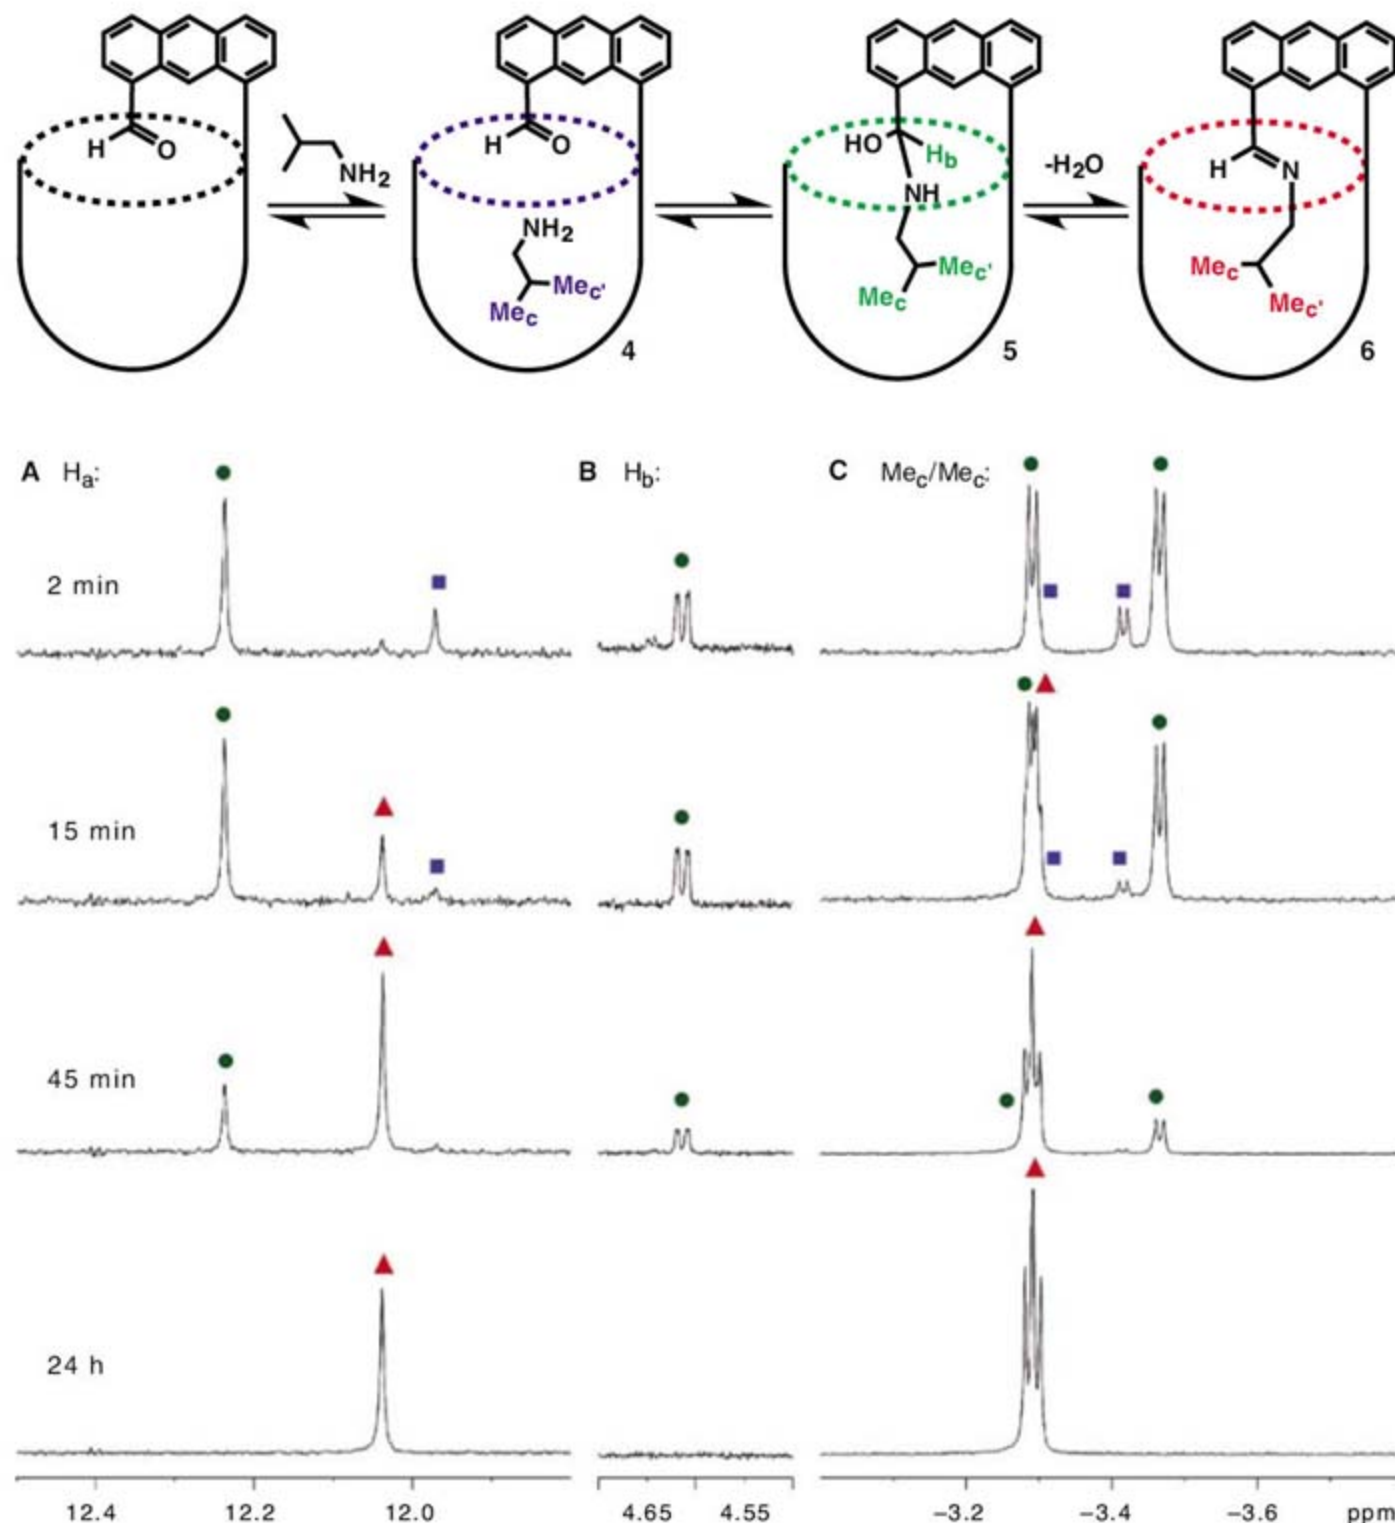 H O
NH2
H O
NH2
Mec'
Mec
4
HO Hb
NH
Mec'
Mec
5
-H2O
H N
Mec
Mec'
6
A Ha:
B Hb:
C Mec/Mec:
2 min
15 min
45 min
24 h
12.4 12.2 12.0 4.65 4.55 −3.2 −3.4 −3.6 ppm